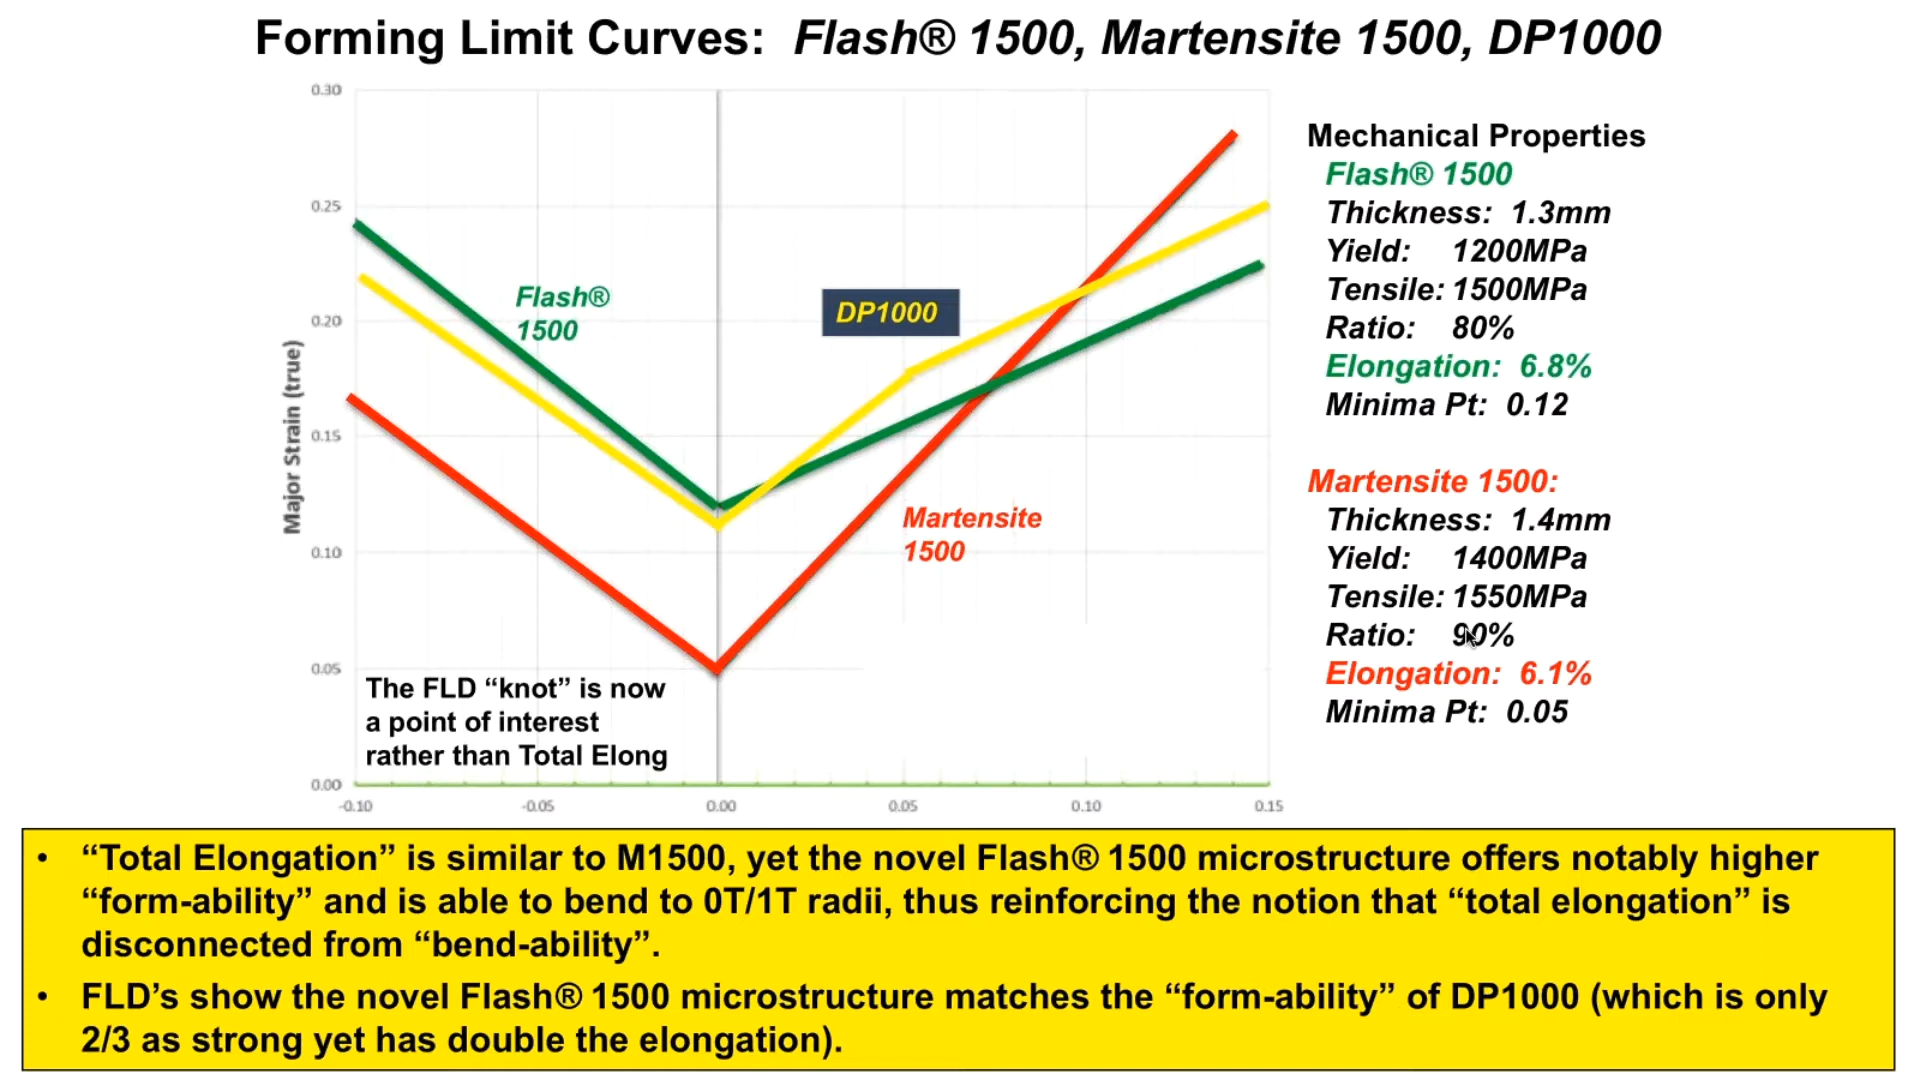 Forming Limit Curves: Flash® 1500, Martensite 1500, DP1000
0.30
0.25
0.20
0.15
0.10
0.05
0.00
Major Strain (true)
-0.10
-0.05
0.00
0.05
0.10
0.15
Flash®
1500
DP1000
Martensite
1500
The FLD “knot” is now
a point of interest
rather than Total Elong
Mechanical Properties
Flash® 1500
Thickness: 1.3mm
Yield: 1200MPa
Tensile: 1500MPa
Ratio: 80%
Elongation: 6.8%
Minima Pt: 0.12
Martensite 1500:
Thickness: 1.4mm
Yield: 1400MPa
Tensile: 1550MPa
Ratio: 90%
Elongation: 6.1%
Minima Pt: 0.05
• “Total Elongation” is similar to M1500, yet the novel Flash® 1500 microstructure offers notably higher
“form-ability” and is able to bend to 0T/1T radii, thus reinforcing the notion that “total elongation” is
disconnected from “bend-ability”.
• FLD’s show the novel Flash® 1500 microstructure matches the “form-ability” of DP1000 (which is only
2/3 as strong yet has double the elongation).